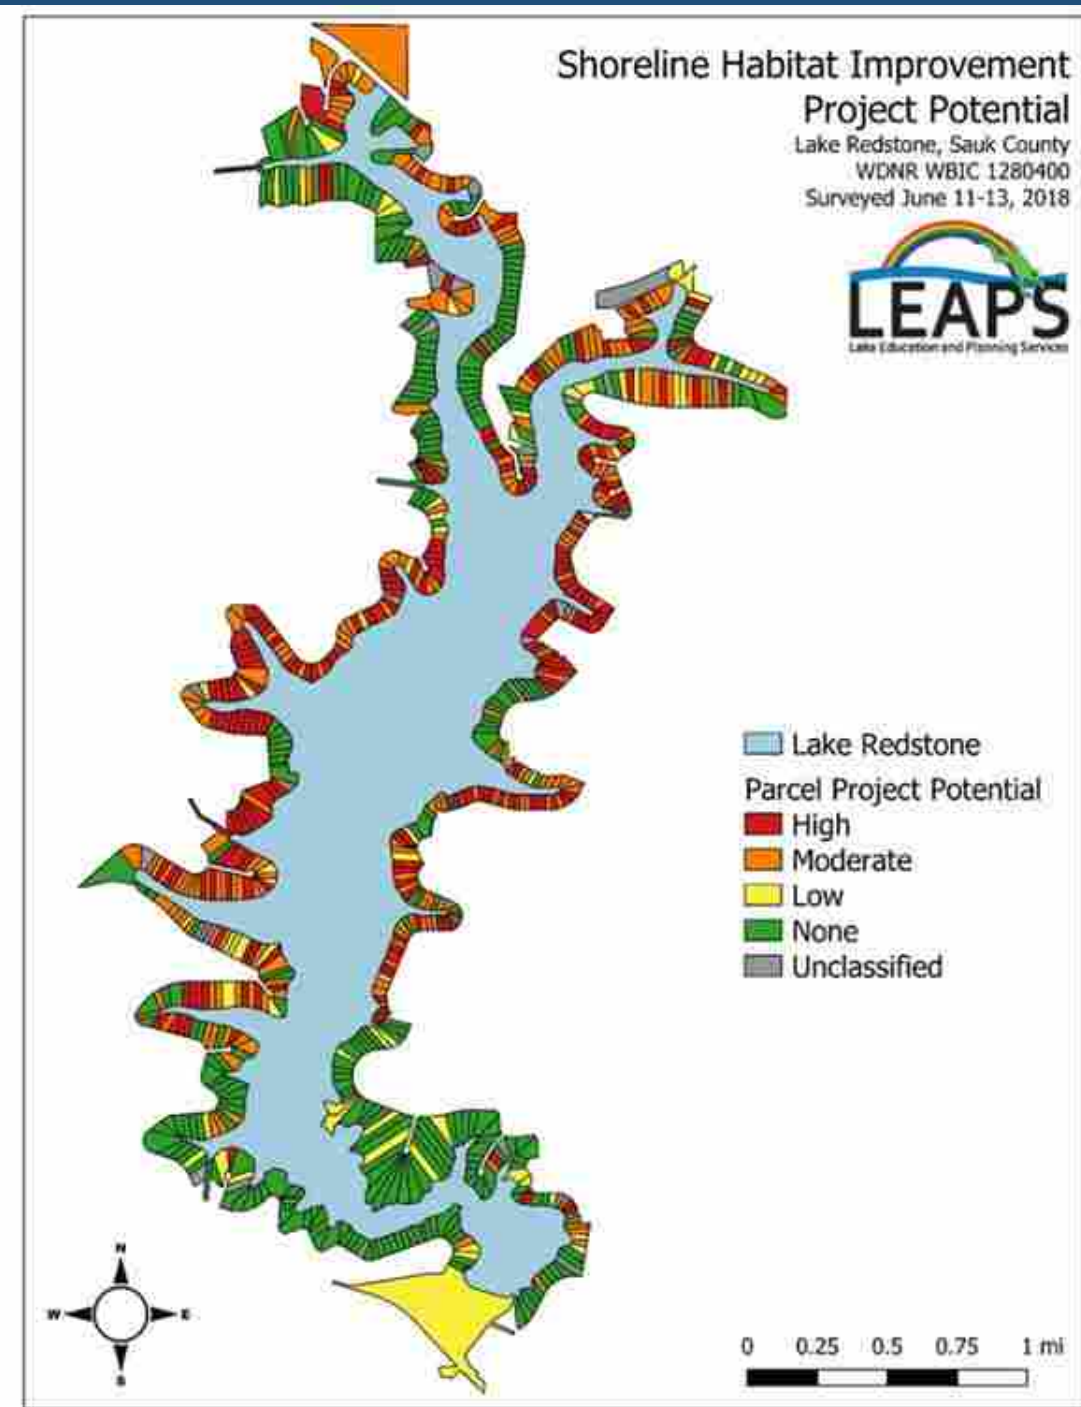 Shoreline Habitat Improvement
Project Potential
Lake Redstone, Sauk County
WDNR WBIC 1280400
Surveyed June 11-13, 2018
LEAPS
Lake Education and Planning Services
Lake Redstone
Parcel Project Potential
High
Moderate
Low
None
Unclassified
N
W E
S
0 0.25 0.5 0.75 1 mi